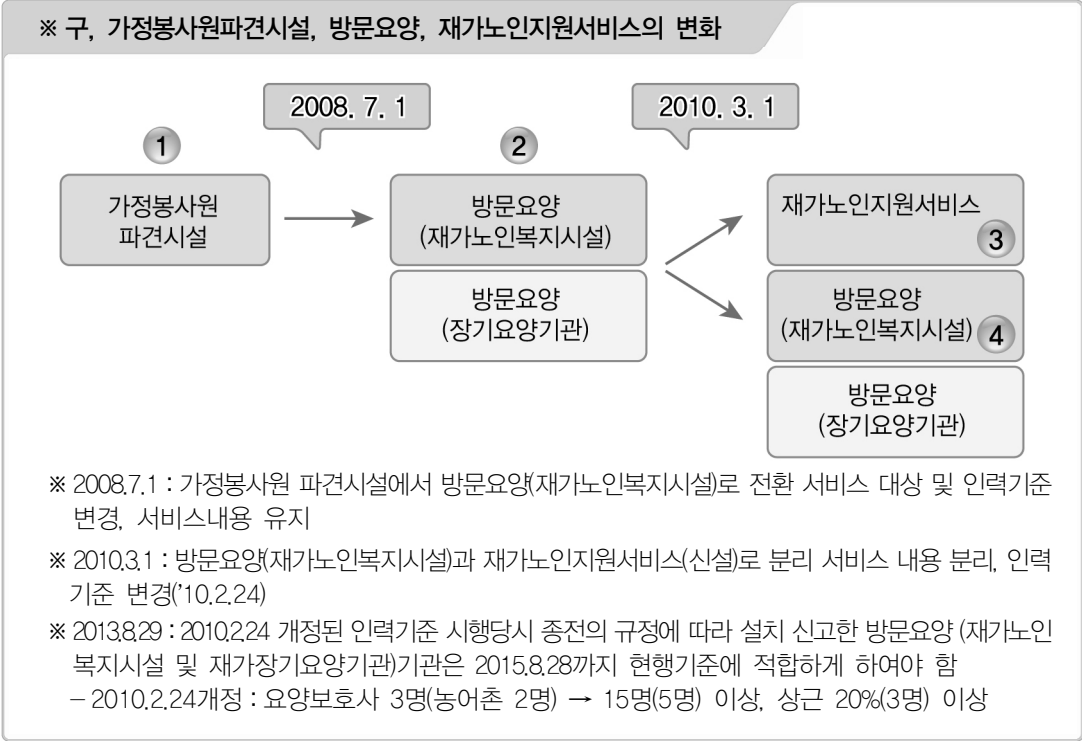 ※ 구, 가정봉사원파견시설, 방문요양, 재가노인지원서비스의 변화
2008. 7. 1
2010. 3. 1
1
2
가정봉사원
파견시설
방문요양
(재가노인복지시설)
방문요양
(장기요양기관)
재가노인지원서비스
3
방문요양
(재가노인복지시설)
4
방문요양
(장기요양기관)
※ 2008.7.1 : 가정봉사원 파견시설에서 방문요양(재가노인복지시설)로 전환 서비스 대상 및 인력기준
변경, 서비스내용 유지
※ 2010.3.1 : 방문요양(재가노인복지시설)과 재가노인지원서비스(신설)로 분리 서비스 내용 분리, 인력
기준 변경('10.2.24)
※ 2013.8.29 : 2010.2.24 개정된 인력기준 시행당시 종전의 규정에 따라 설치 신고한 방문요양 (재가노인
복지시설 및 재가장기요양기관)기관은 2015.8.28까지 현행기준에 적합하게 하여야 함
– 2010.2.24개정 : 요양보호사 3명(농어촌 2명) → 15명(5명) 이상, 상근 20%(3명) 이상